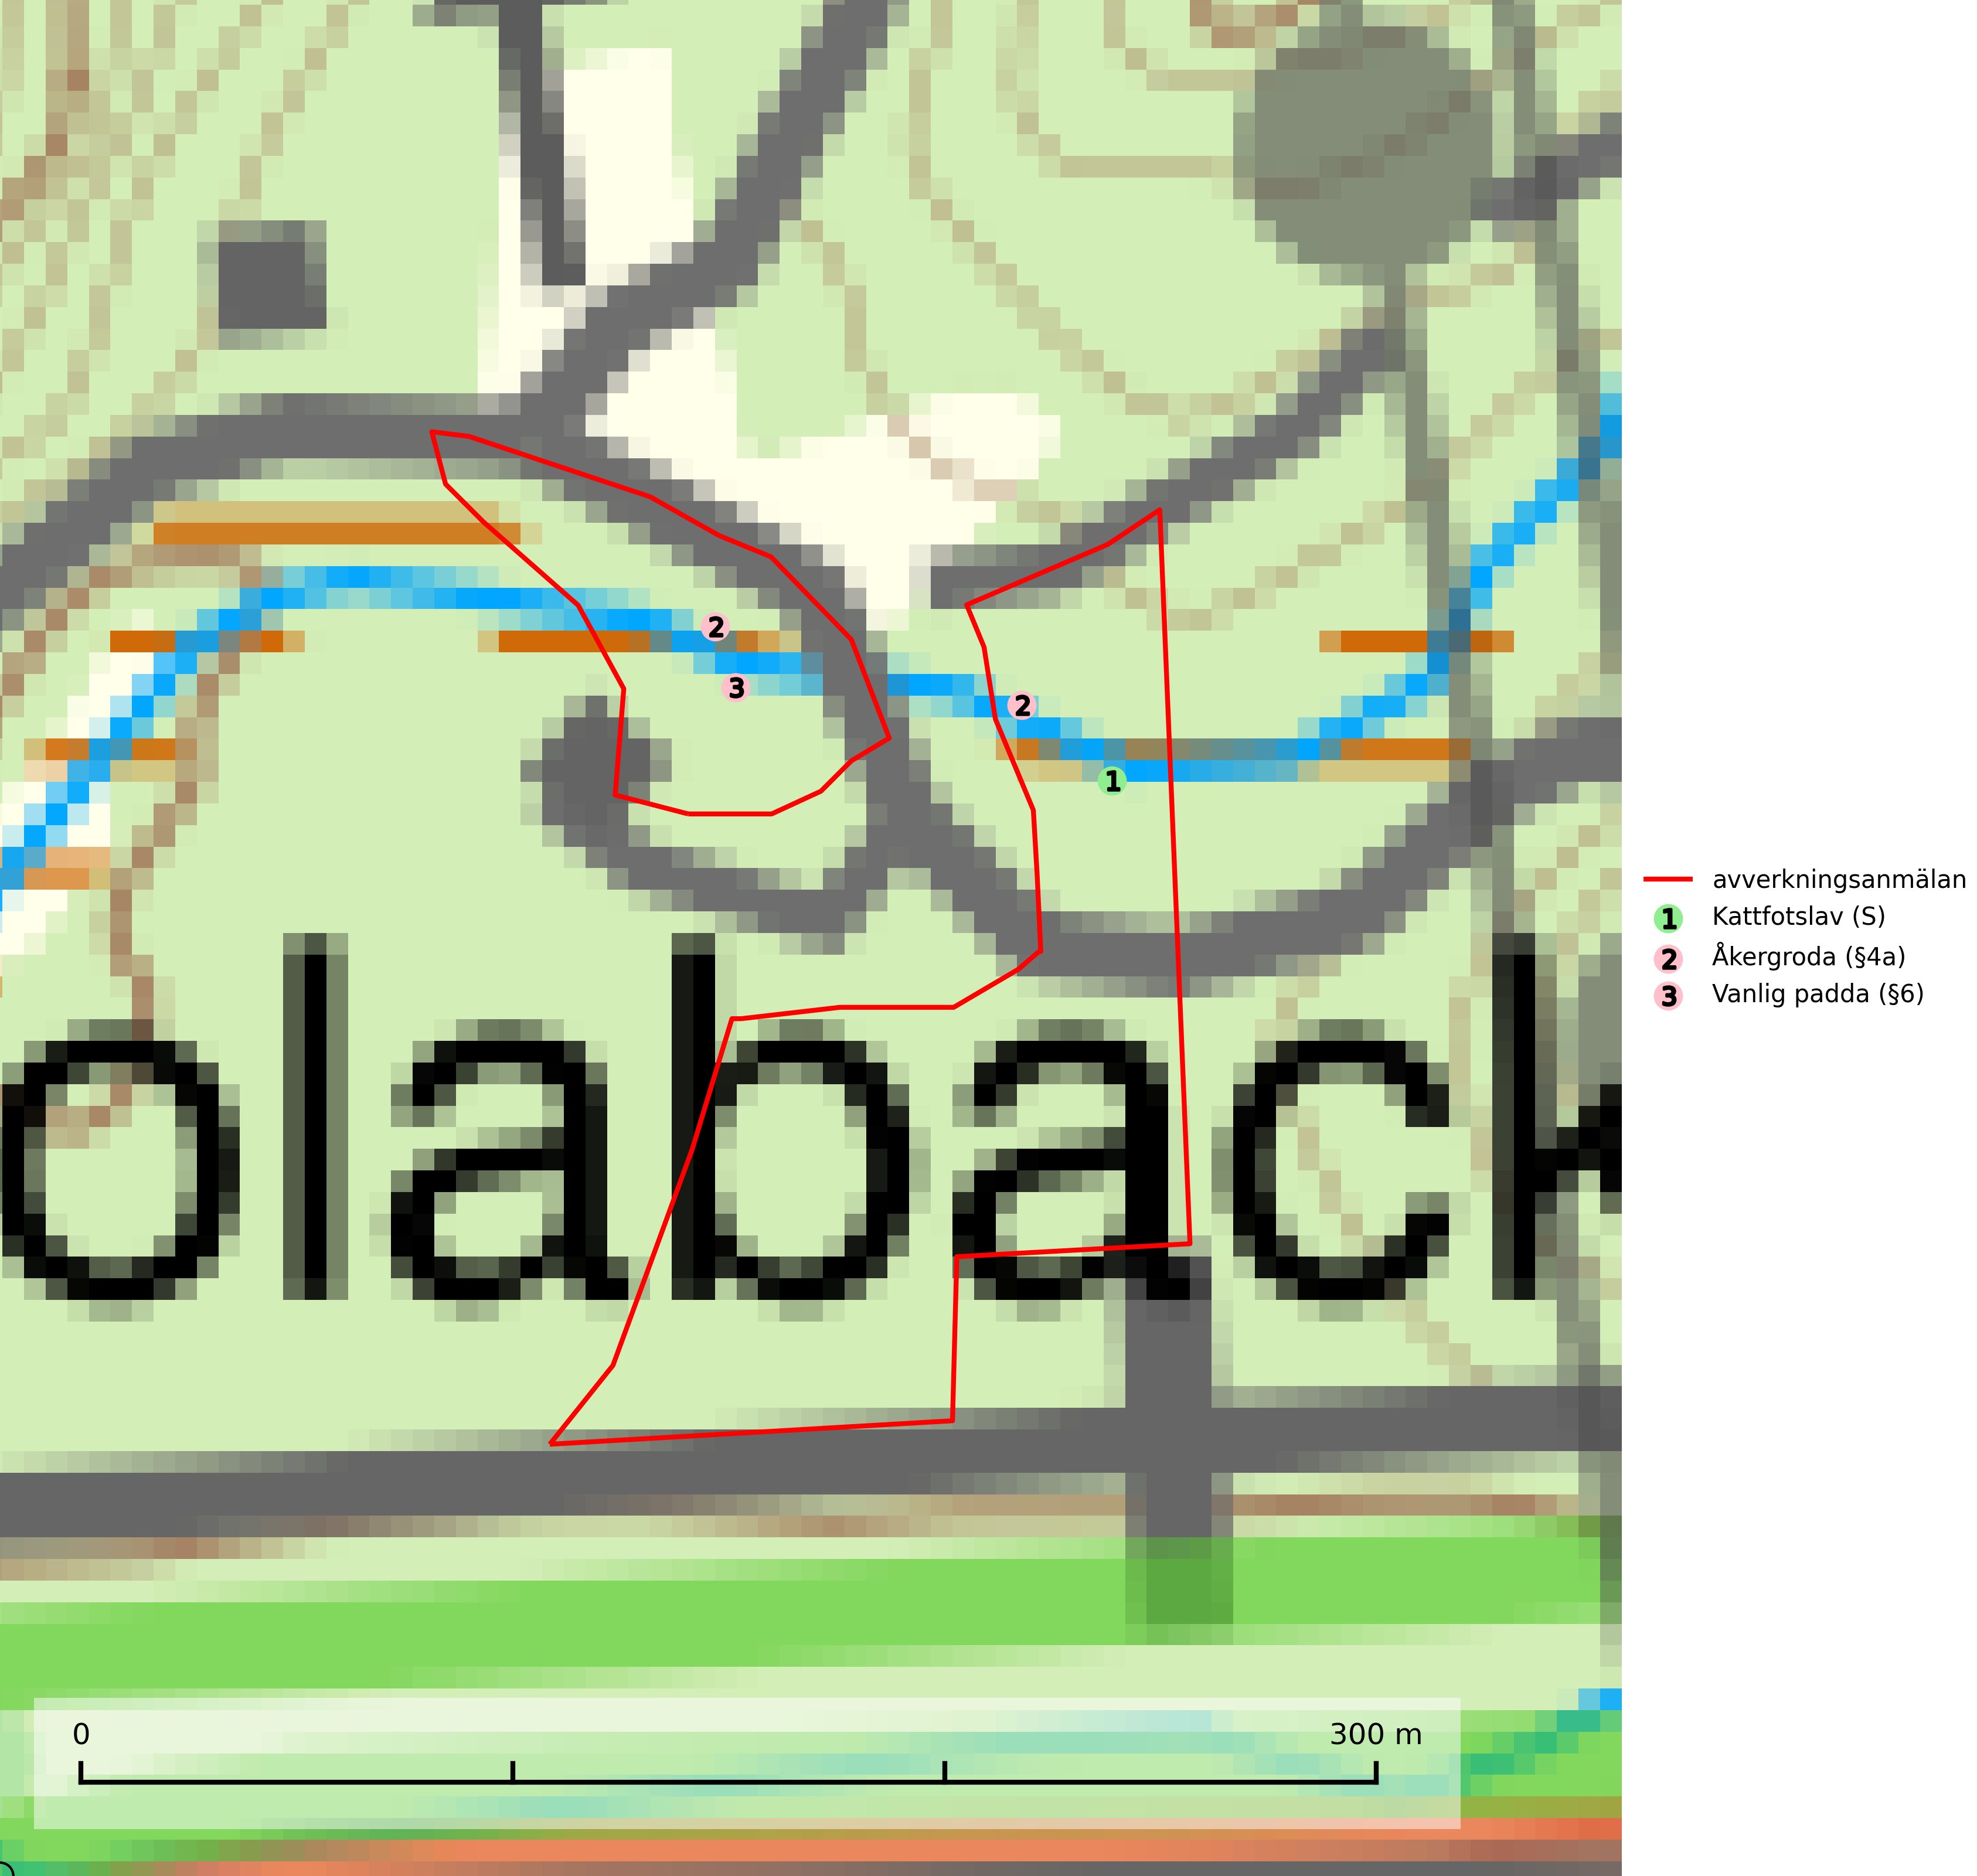 2
3
2
1
olabach
0 300 m
avverkningsanmälan
1 Kattfotslav (S)
2 Åkergroda (§4a)
3 Vanlig padda (§6)